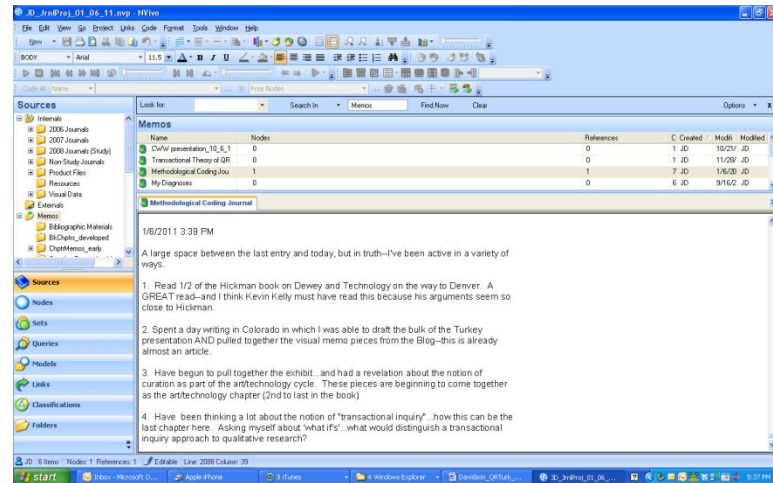 JD_JrnlProj_01_06_11.nvp - NVivo
File Edit View Go Project Links Code Format Tools Window Help
New
BODY Arial 11.5 B I U
Code At Name In Free Nodes
Sources
Look for: Search In Memos Find Now Clear Options x
Internals
2006 Journals
2007 Journals
2008 Journals (Study)
Non-Study Journals
Product Files
Resources
Visual Data
Externals
Memos
Bibliographic Materials
BkChptrs_developed
ChptrMemos_early
Sources
Nodes
Sets
Queries
Models
Links
Classifications
Folders
Memos
Name Nodes References C Created Modifi Modified
CWW presentation_10_6_1 0 0 1 JD 10/21/ JD
Transactional Theory of QR 0 0 1 JD 11/28/ JD
Methodological Coding Jou 1 1 7 JD 1/6/20 JD
My Diagnoses 0 0 6 JD 9/16/2 JD
Methodological Coding Journal
1/6/2011 3:39 PM
A large space between the last entry and today, but in truth--I've been active in a variety of
ways.
1. Read 1/2 of the Hickman book on Dewey and Technology on the way to Denver. A
GREAT read--and I think Kevin Kelly must have read this because his arguments seem so
close to Hickman.
2. Spent a day writing in Colorado in which I was able to draft the bulk of the Turkey
presentation AND pulled together the visual memo pieces from the Blog--this is already
almost an article.
3. Have begun to pull together the exhibit...and had a revelation about the notion of
curation as part of the art/technology cycle. These pieces are beginning to come together
as the art/technology chapter (2nd to last in the book)
4. Have been thinking a lot about the notion of "transactional inquiry"...how this can be the
last chapter here. Asking myself about 'what if's'...what would distinguish a transactional
inquiry approach to qualitative research?
JD 6 Items Nodes: 1 References: 1 Editable Line: 2088 Column: 39
start Inbox - Microsoft O... Apple iPhone 3 iTunes 4 Windows Explorer Davidson_QRTurk_... JD_JrnlProj_01_06_... 5:37 PM